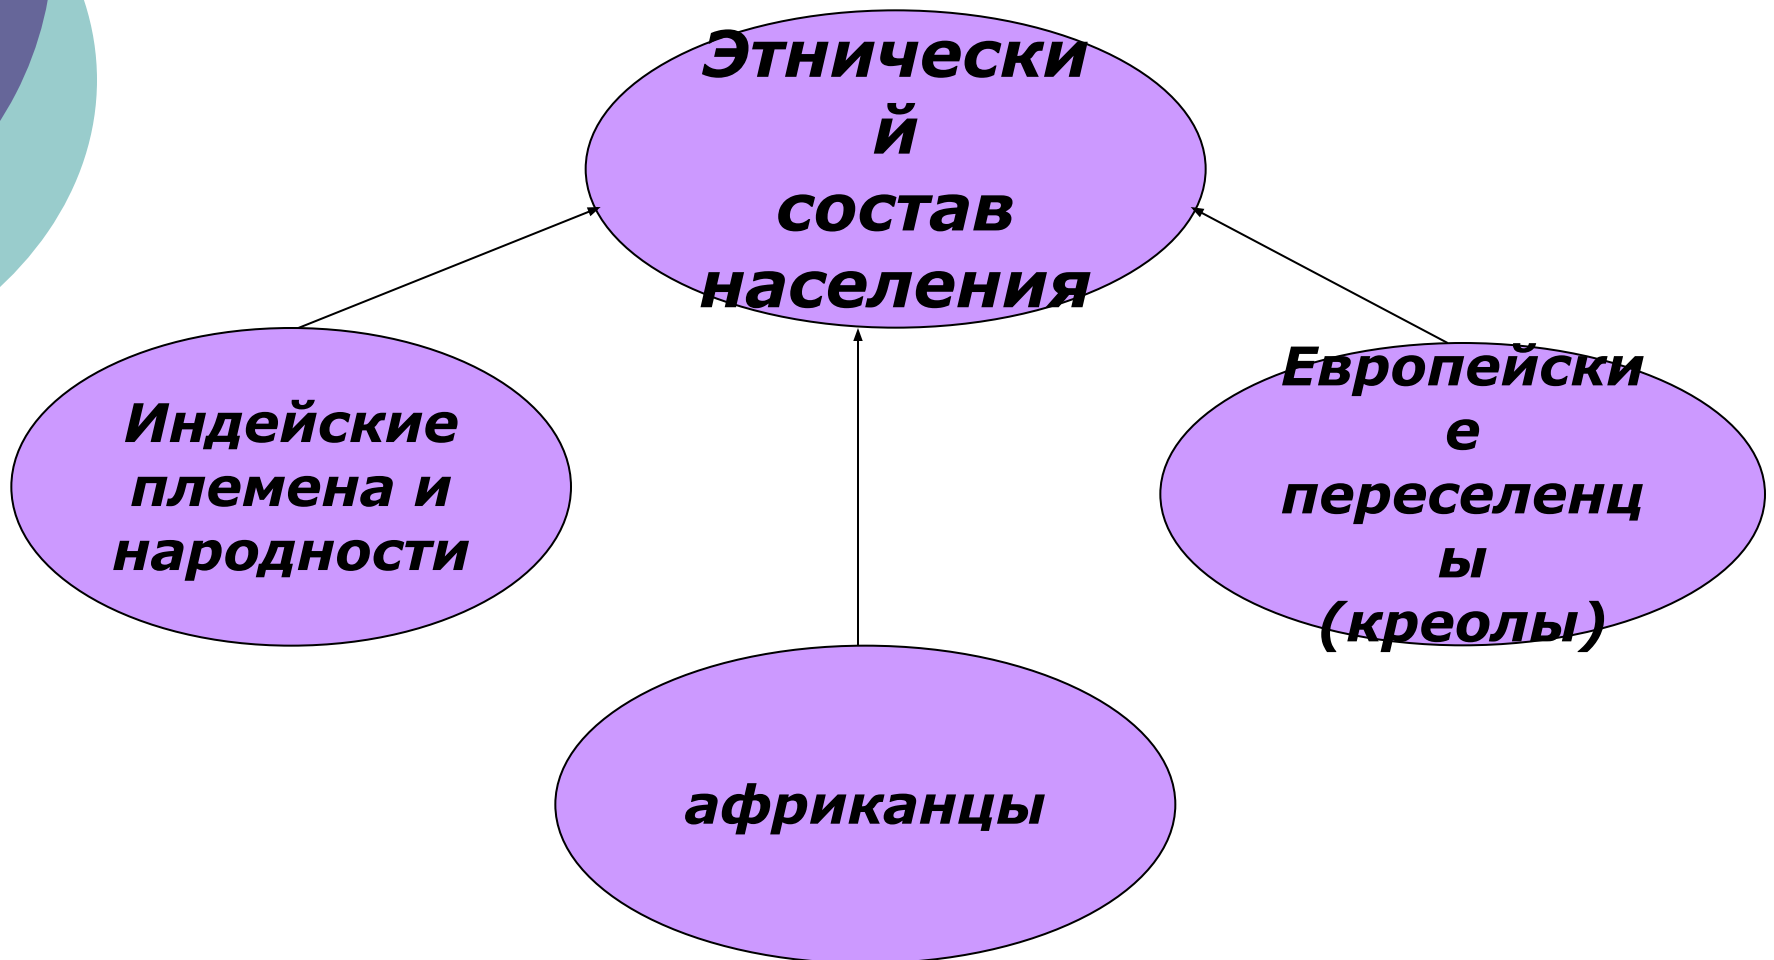 Этнически
й
состав
населения
Индейские
племена и
народности
Европейски
е
переселенц
ы
(креолы)
африканцы